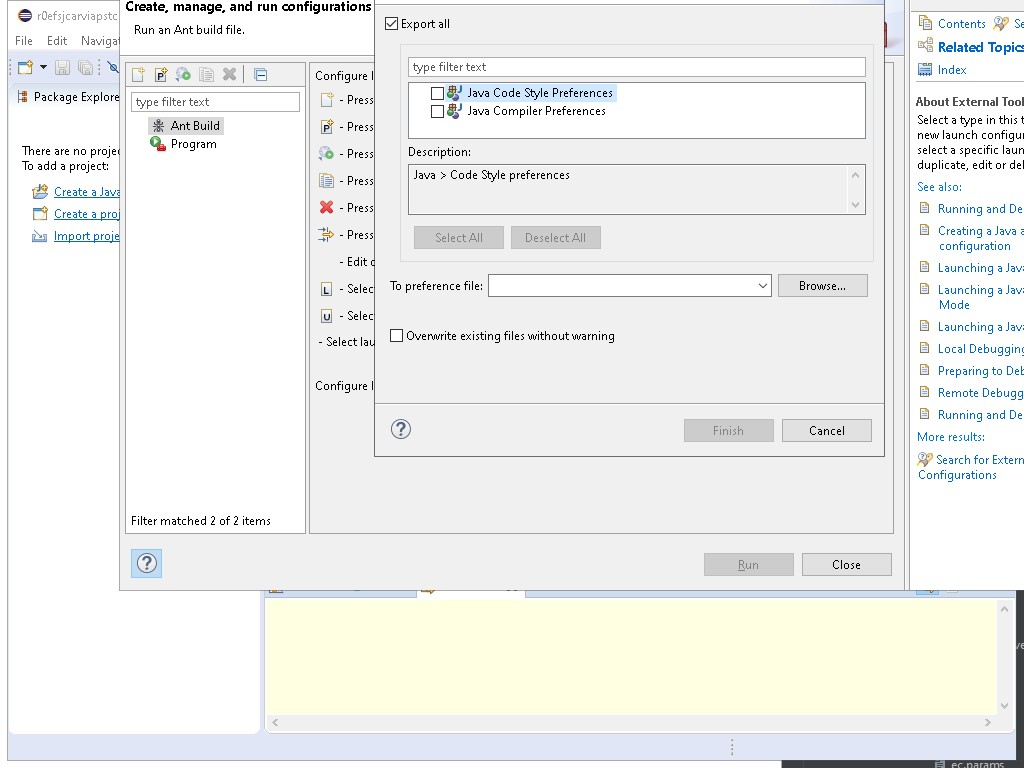 r0efsjcarviapstc
File Edit Navigat
Package Explore
There are no projec
To add a project:
Create a Java
Create a proj
Import proje
Create, manage, and run configurations
Run an Ant build file.
type filter text
Ant Build
Program
Filter matched 2 of 2 items
Configure l
- Press
- Press
- Press
- Press
- Press
- Press
- Edit c
- Selec
- Selec
- Select lau
Configure l
Run
Close
Export all
type filter text
Java Code Style Preferences
Java Compiler Preferences
Description:
Java > Code Style preferences
Select All
Deselect All
To preference file:
Browse...
Overwrite existing files without warning
Finish
Cancel
Contents
Se
Related Topics
Index
About External Tool
Select a type in this t
new launch configur
select a specific laun
duplicate, edit or del
See also:
Running and De
Creating a Java a
configuration
Launching a Java
Launching a Java
Mode
Launching a Java
Local Debugging
Preparing to Deb
Remote Debugg
Running and De
More results:
Search for Extern
Configurations
ve
ec.params